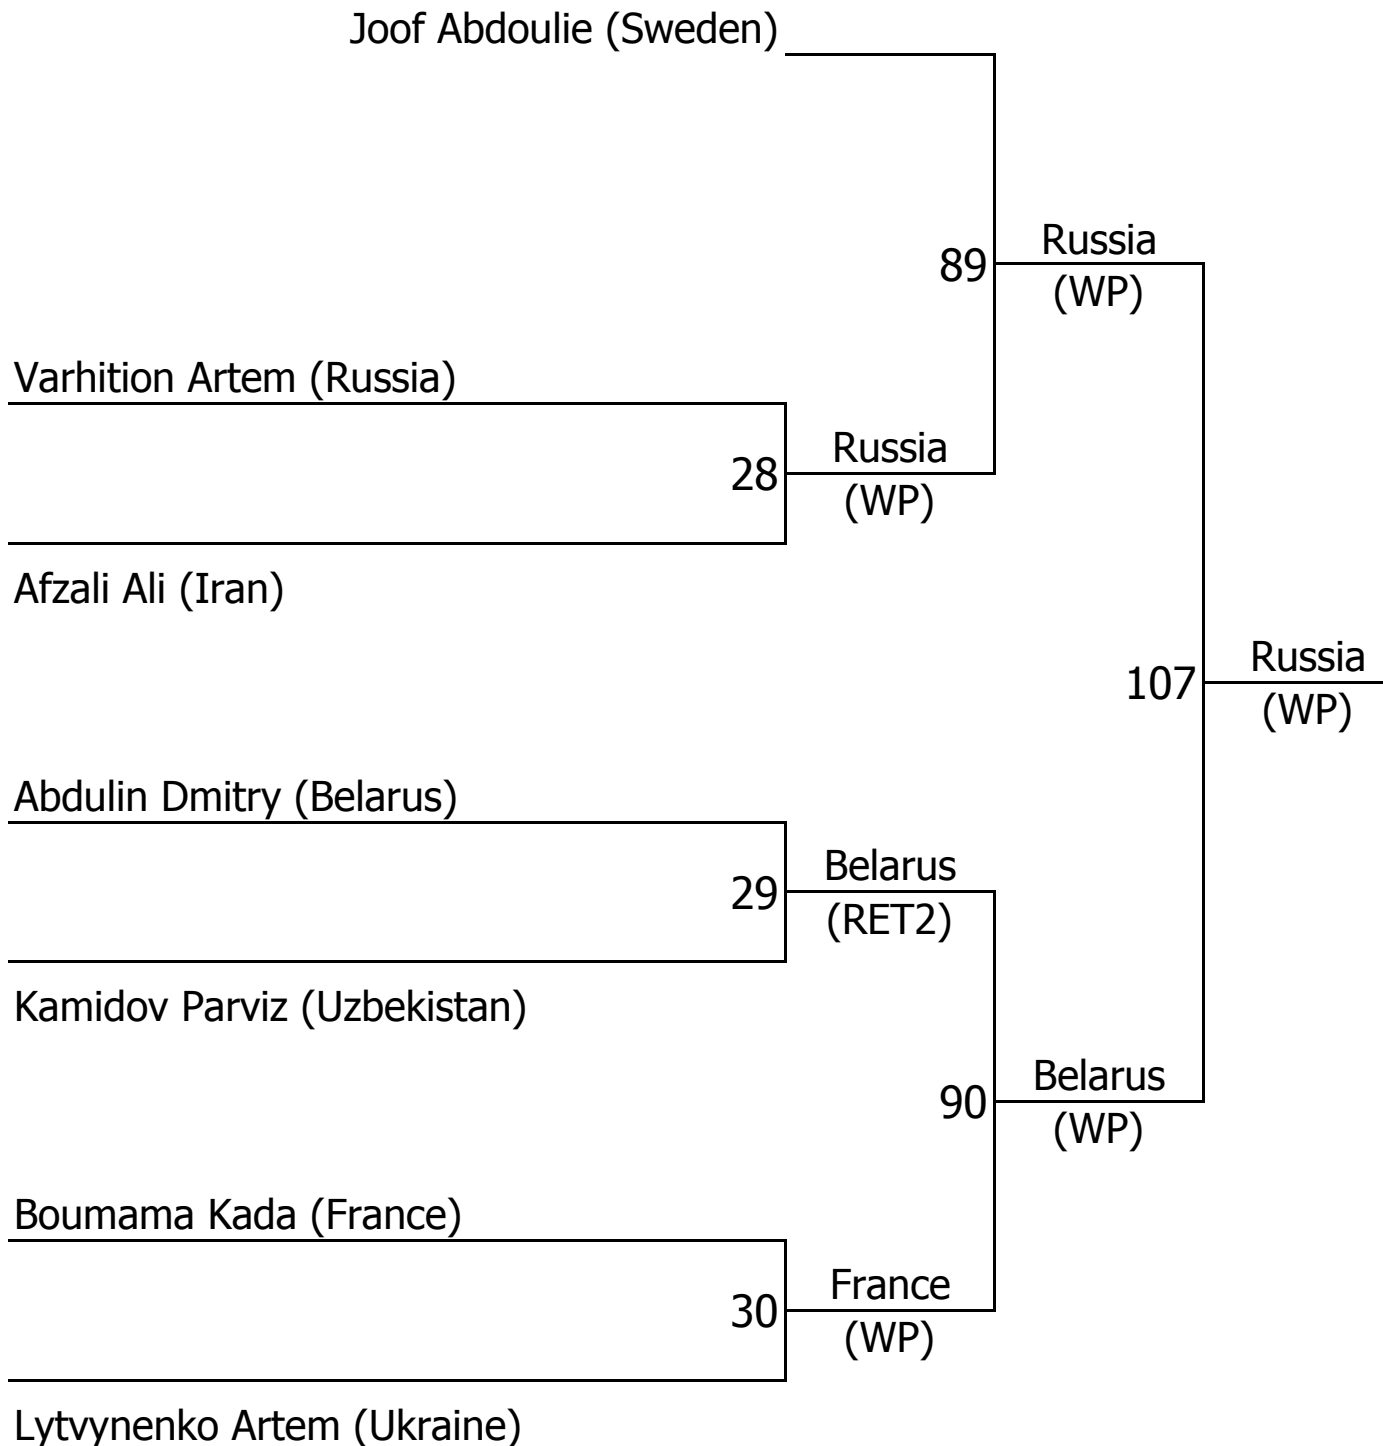 Joof Abdoulie (Sweden)
Russia
89
(WP)
Varhition Artem (Russia)
Russia
28
(WP)
Afzali Ali (Iran)
Russia
107
(WP)
Abdulin Dmitry (Belarus)
Belarus
29
(RET2)
Kamidov Parviz (Uzbekistan)
Belarus
90
(WP)
Boumama Kada (France)
France
30
(WP)
Lytvynenko Artem (Ukraine)